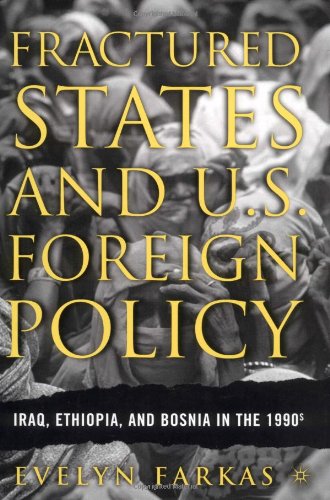 FRACTURED
STATES
AND U.S.
FOREIGN
POLICY
IRAQ, ETHIOPIA, AND BOSNIA IN THE 1990s
EVELYN FARKAS